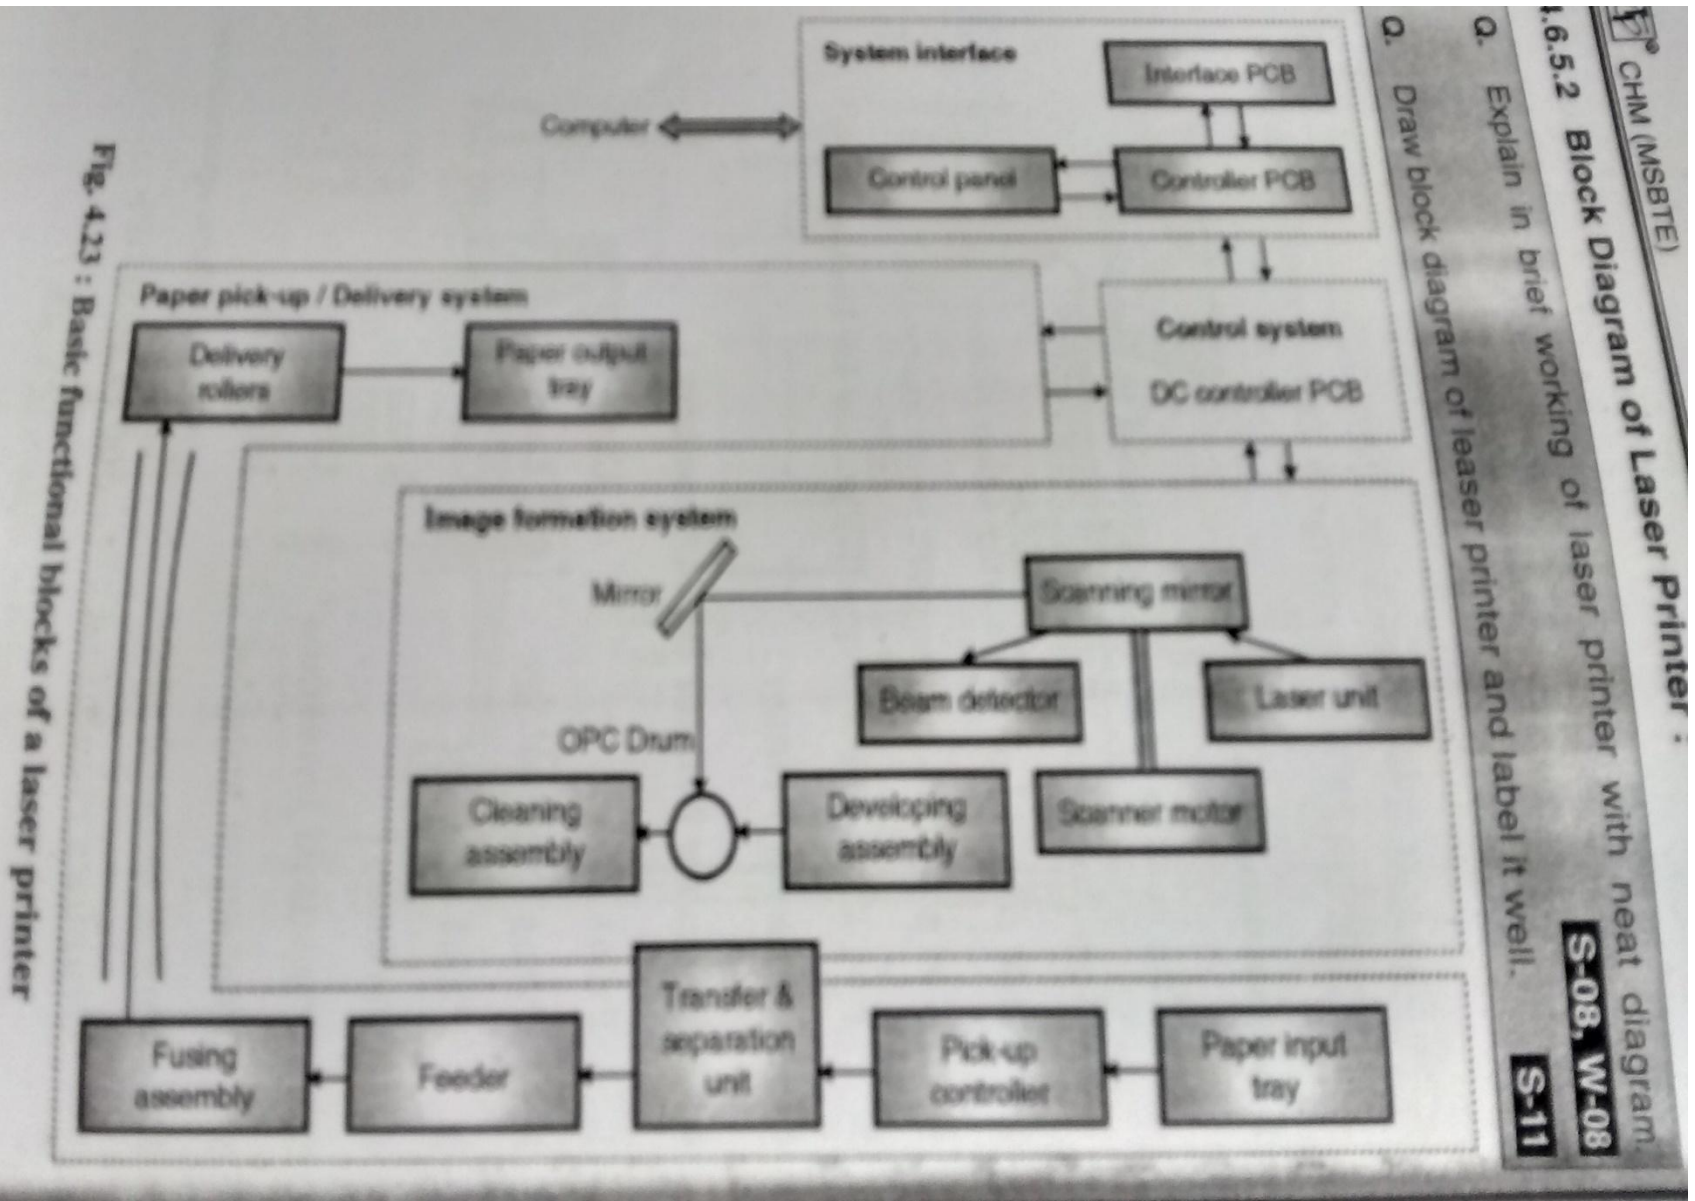 CHM (MSBTE)
4.6.5.2 Block Diagram of Laser Printer :
Q. Explain in brief working of laser printer with neat diagram.
S-08, W-08
Q. Draw block diagram of leaser printer and label it well.
S-11
System interface
Interface PCB
Computer
Control panel
Controller PCB
Paper pick-up / Delivery system
Control system
DC controller PCB
Delivery
rollers
Paper output
tray
Image formation system
Mirror
Scanning mirror
Beam detector
Laser unit
OPC Drum
Cleaning
assembly
Developing
assembly
Scanner motor
Fusing
assembly
Feeder
Transfer &
separation
unit
Pick-up
controller
Paper input
tray
Fig. 4.23 : Basic functional blocks of a laser printer